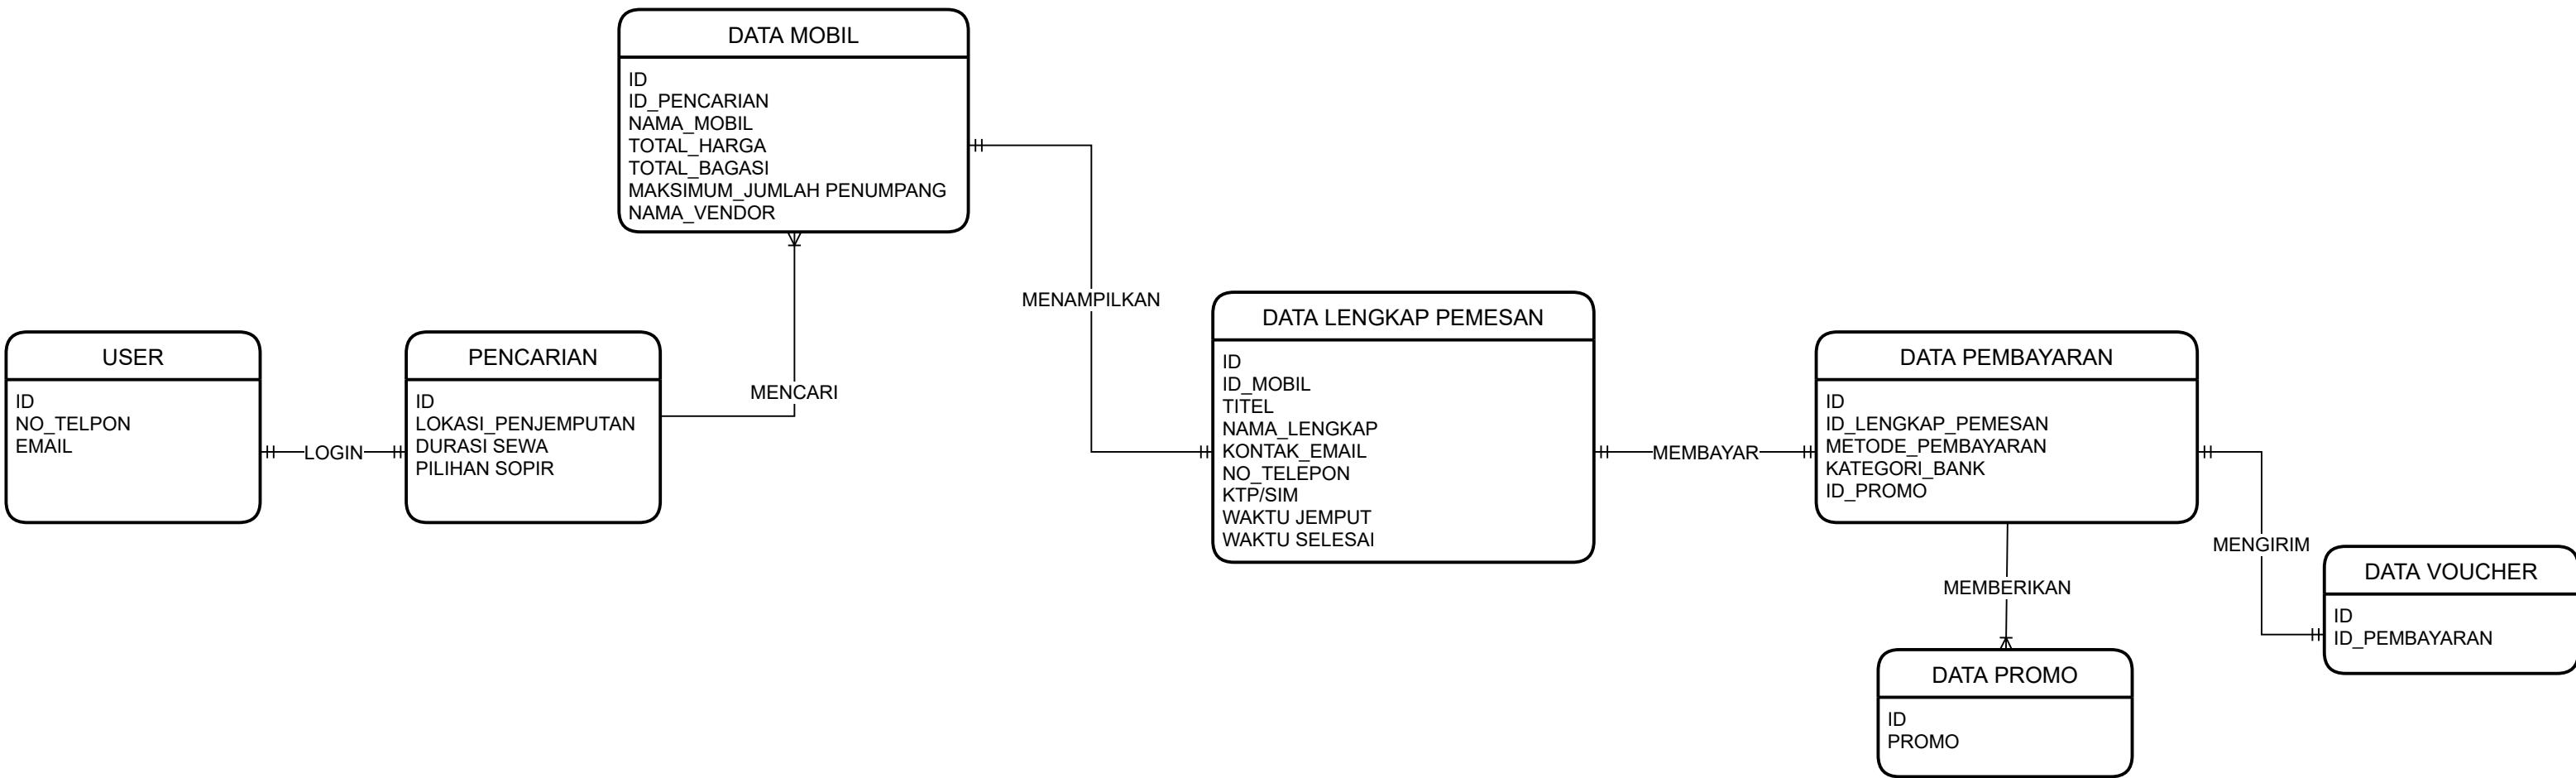 DATA MOBIL
ID
ID_PENCARIAN
NAMA_MOBIL
TOTAL_HARGA
TOTAL_BAGASI
MAKSIMUM_JUMLAH PENUMPANG
NAMA_VENDOR
MENAMPILKAN
MENCARI
USER
ID
NO_TELPON
EMAIL
LOGIN
PENCARIAN
ID
LOKASI_PENJEMPUTAN
DURASI SEWA
PILIHAN SOPIR
DATA LENGKAP PEMESAN
ID
ID_MOBIL
TITEL
NAMA_LENGKAP
KONTAK_EMAIL
NO_TELEPON
KTP/SIM
WAKTU JEMPUT
WAKTU SELESAI
MEMBAYAR
DATA PEMBAYARAN
ID
ID_LENGKAP_PEMESAN
METODE_PEMBAYARAN
KATEGORI_BANK
ID_PROMO
MENGIRIM
MEMBERIKAN
DATA VOUCHER
ID
ID_PEMBAYARAN
DATA PROMO
ID
PROMO